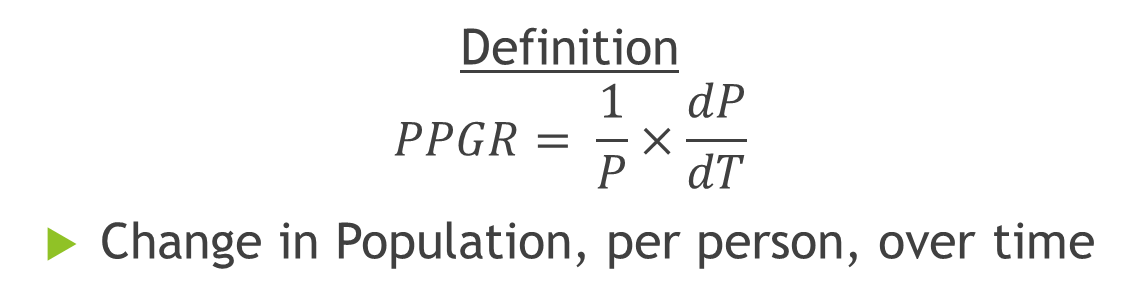 Definition
PPGR = 1/P × dP/dT
Change in Population, per person, over time